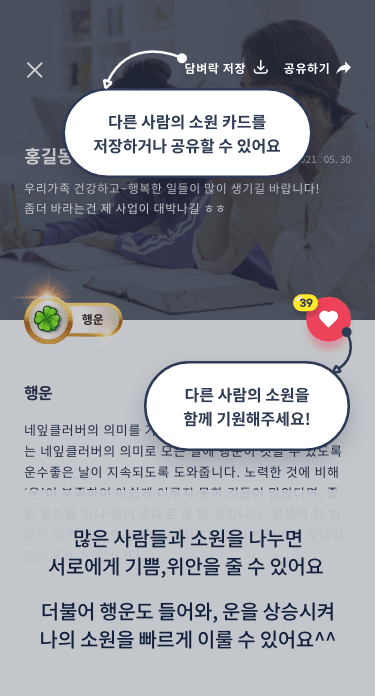 담벼락 저장 공유하기
다른 사람의 소원 카드를
저장하거나 공유할 수 있어요
홍길동
021.05.30
우리가족 건강하고~행복한 일들이 많이 생기길 바랍니다!
좀더 바라는건 제 사업이 대박나길 ㅎㅎ
39
행운
행운
다른 사람의 소원을
함께 기원해주세요!
네잎클러버의 의미를
는 네잎클러버의 의미로 모든
운수좋은 날이 지속되도록 도와줍니다. 노력한 것에 비해
많은 사람들과 소원을 나누면
서로에게 기쁨,위안을 줄 수 있어요
더불어 행운도 들어와, 운을 상승시켜
나의 소원을 빠르게 이룰 수 있어요^^